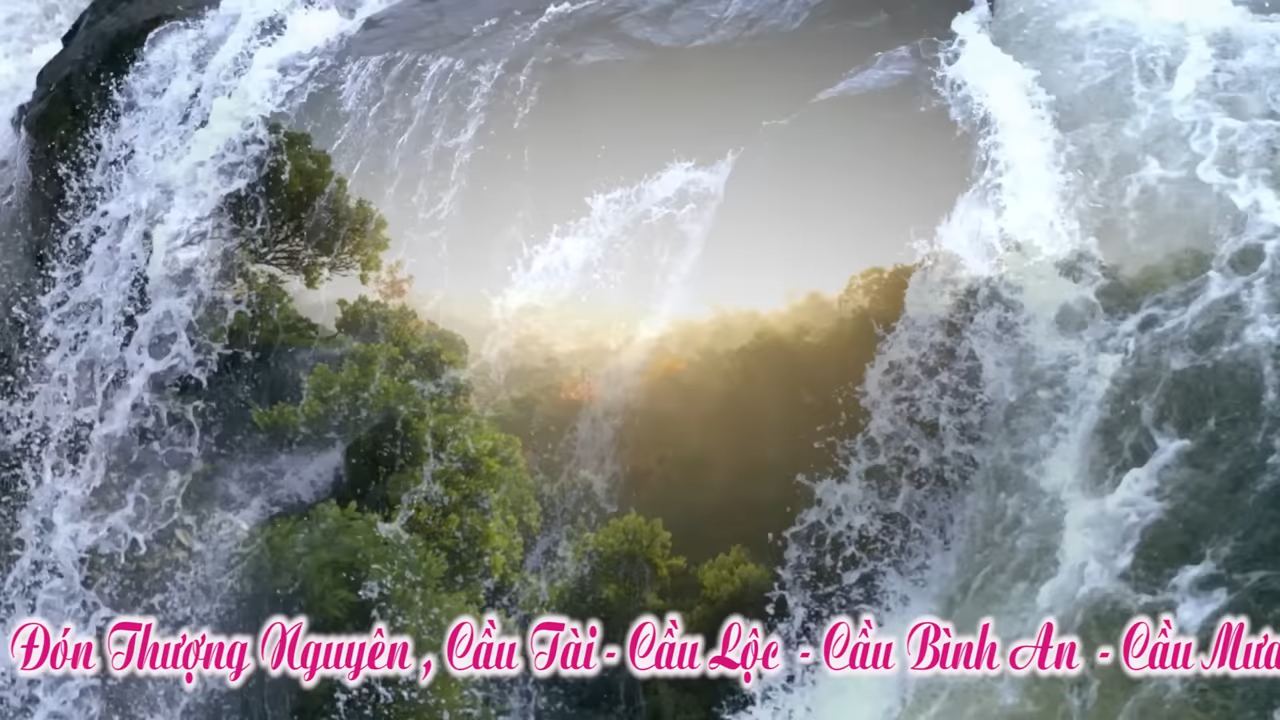 Đón Thượng Nguyên , Cầu Tài - Cầu Lộc - Cầu Bình An - Cầu Mưa